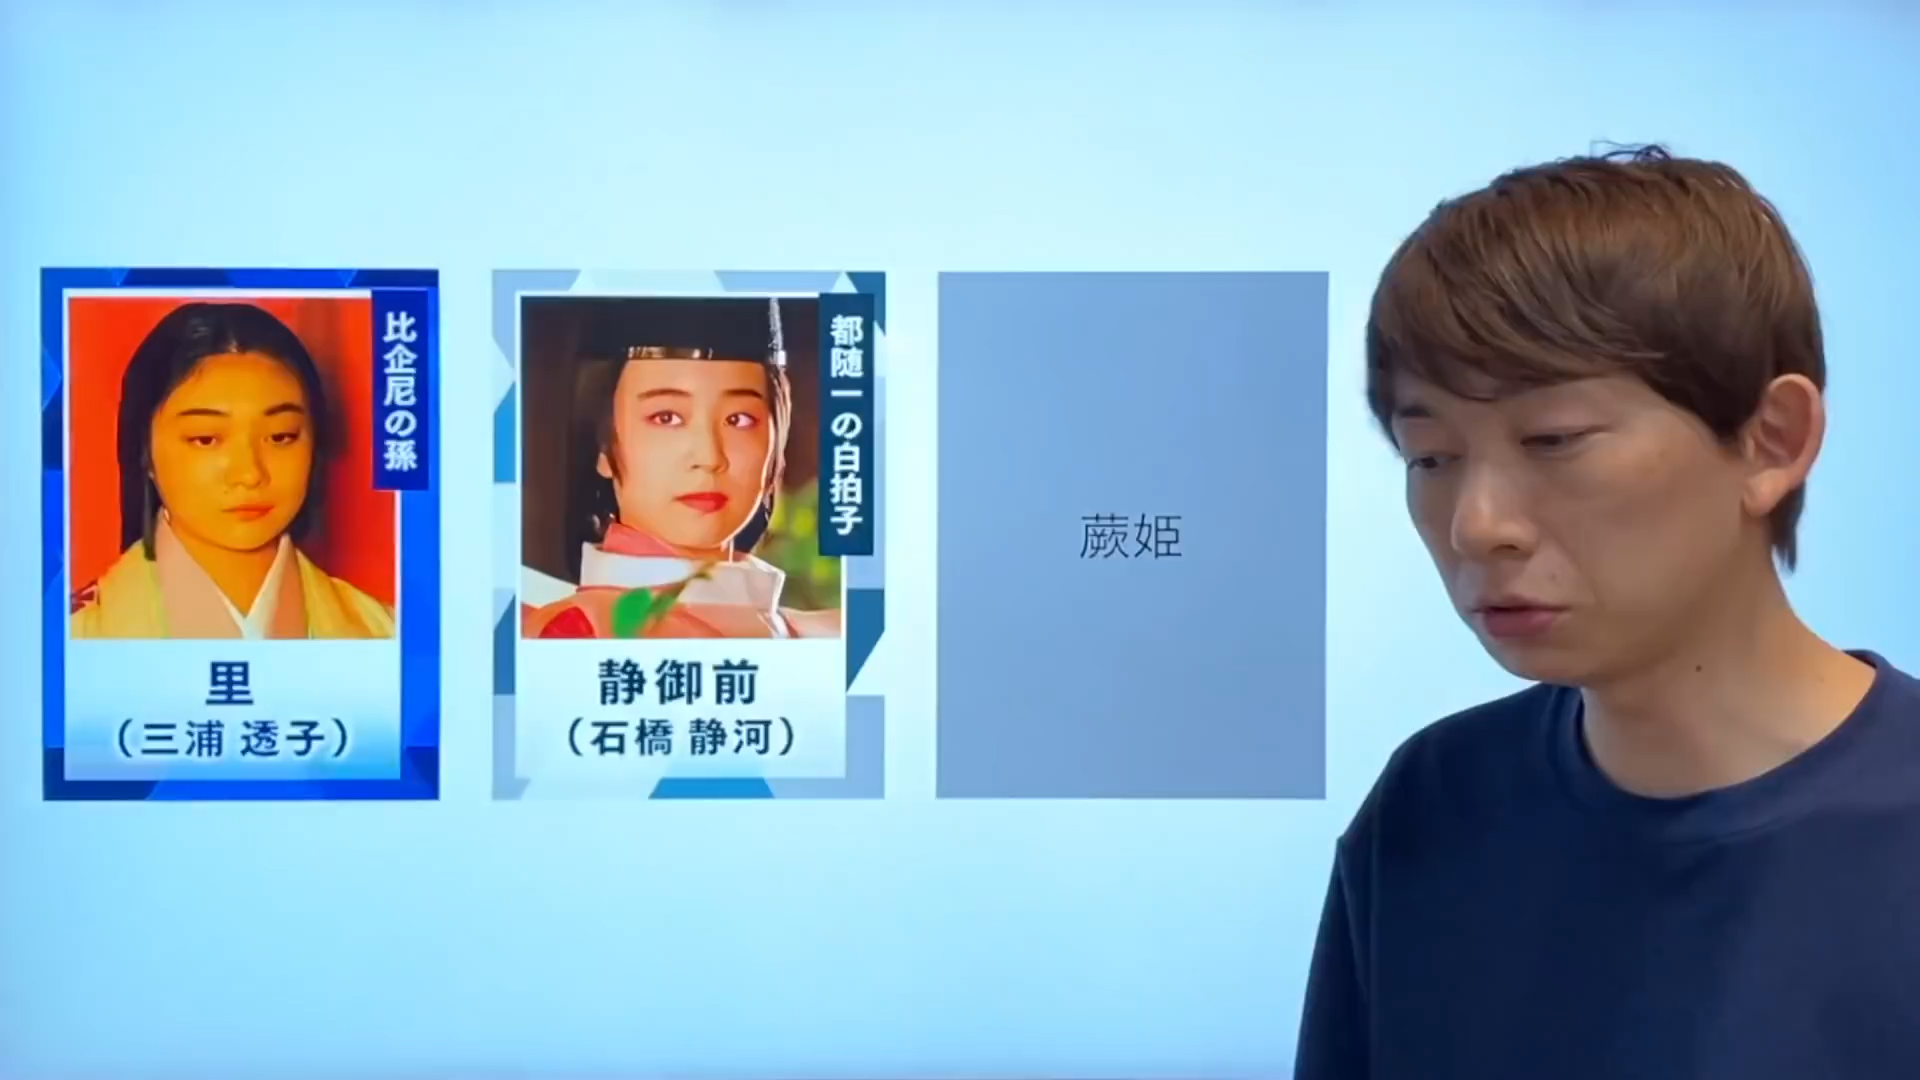 比企尼の孫
里
(三浦 透子)
都随一の白拍子
静御前
(石橋 静河)
蕨姫